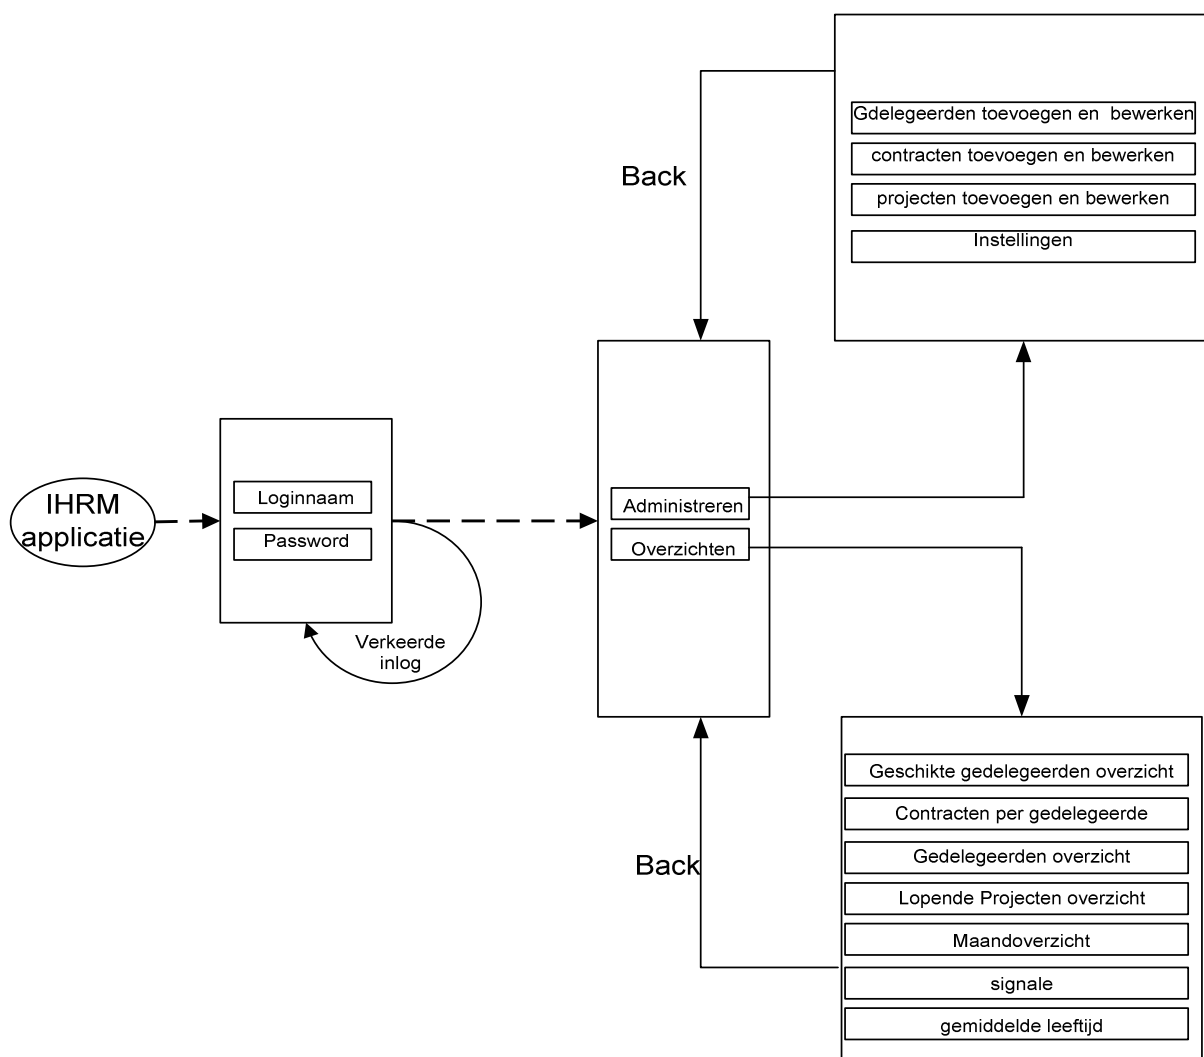 Gdelegeerden toevoegen en bewerken
contracten toevoegen en bewerken
projecten toevoegen en bewerken
Instellingen
Back
IHRM
applicatie
Loginnaam
Password
Verkeerde
inlog
Administreren
Overzichten
Back
Geschikte gedelegeerden overzicht
Contracten per gedelegeerde
Gedelegeerden overzicht
Lopende Projecten overzicht
Maandoverzicht
signale
gemiddelde leeftijd